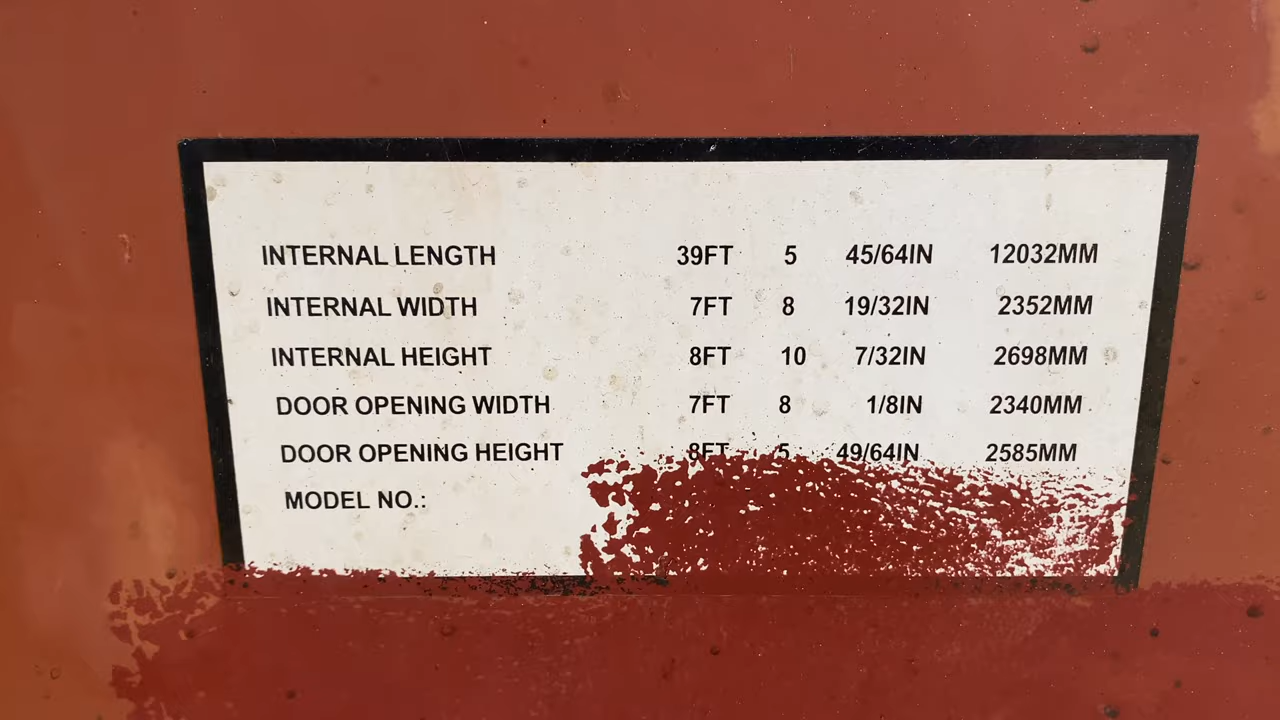 INTERNAL LENGTH 39FT 5 45/64IN 12032MM
INTERNAL WIDTH 7FT 8 19/32IN 2352MM
INTERNAL HEIGHT 8FT 10 7/32IN 2698MM
DOOR OPENING WIDTH 7FT 8 1/8IN 2340MM
DOOR OPENING HEIGHT 8FT 5 49/64IN 2585MM
MODEL NO.: